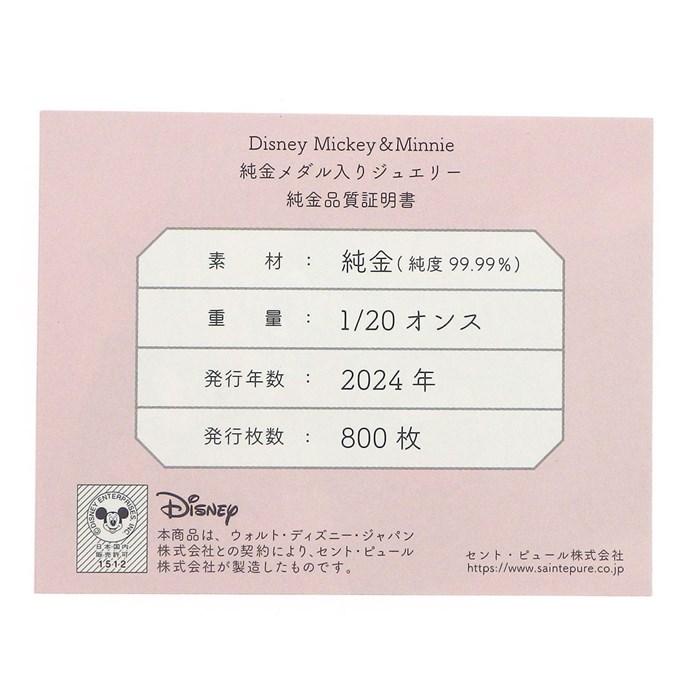 Disney Mickey&Minnie
純金メダル入りジュエリー
純金品質証明書
素 材 : 純金(純度 99.99%)
重 量 : 1/20 オンス
発行年数 : 2024 年
発行枚数 : 800 枚
©DISNEY ENTERPRISES, INC.
日本国内
販売許可
1512
Disney
本商品は、ウォルト・ディズニー・ジャパン
株式会社との契約により、セント・ピュール
株式会社が製造したものです。
セント・ピュール株式会社
https://www.saintepure.co.jp